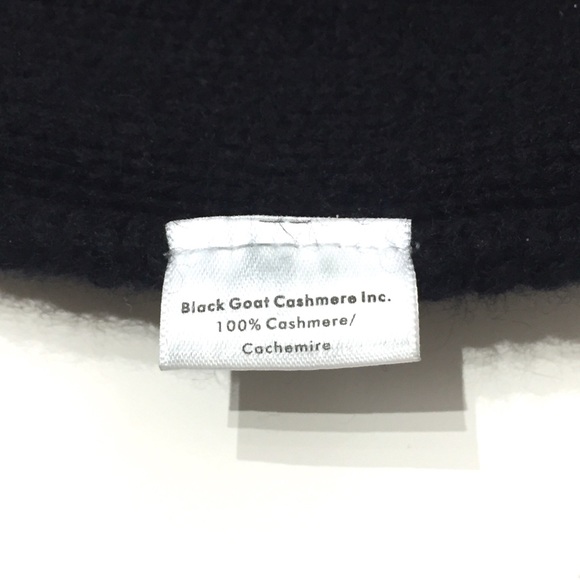 Black Goat Cashmere Inc.
100% Cashmere/
Cachemire